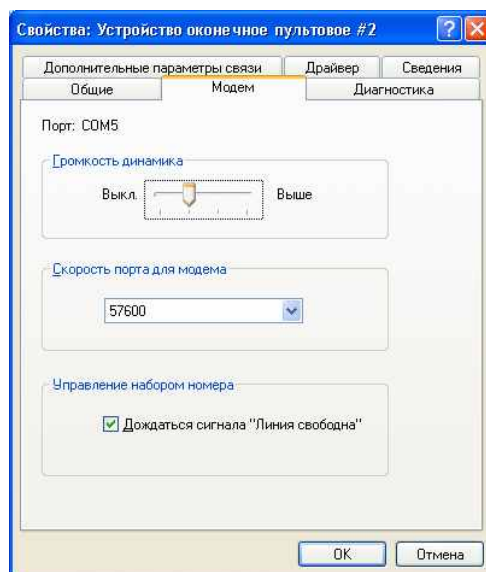 Свойства: Устройство оконечное пультовое #2
Дополнительные параметры связи Драйвер Сведения
Общие Модем Диагностика
Порт: COM5
Громкость динамика
Выкл. Выше
Скорость порта для модема
57600
Управление набором номера
Дождаться сигнала "Линия свободна"
OK Отмена